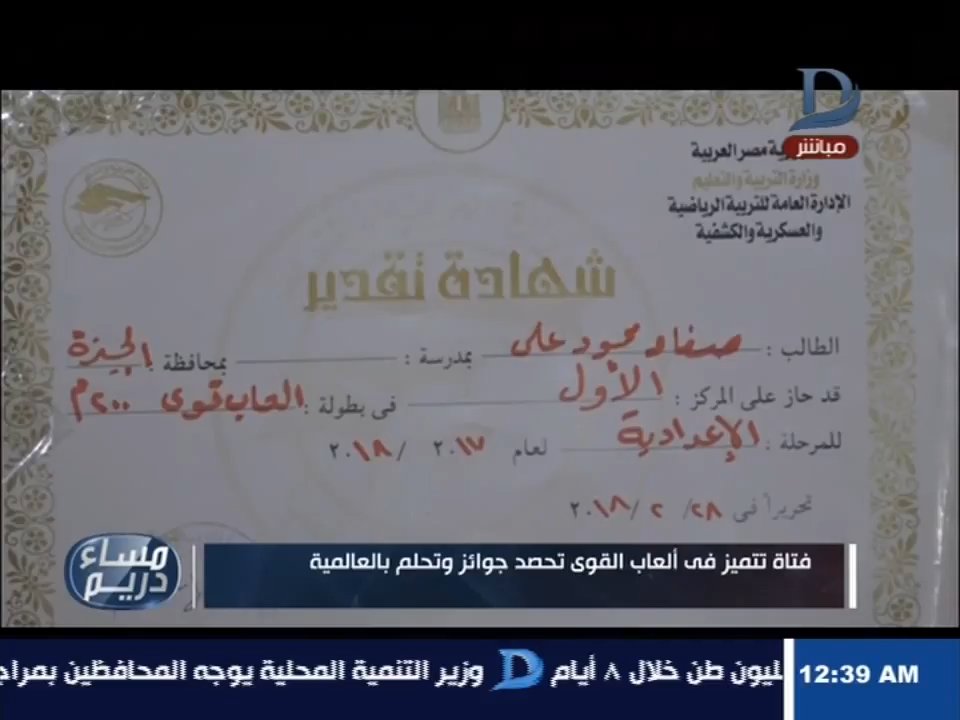 مباشر
ية مصر العربية
وزارة التربية والتعليم
الإدارة العامة للتربية الرياضية
والعسكرية والكشفية
شهادة تقدير
الطالب : صفاء محمود على بمدرسة : بمحافظة : الجيزة
قد حاز على المركز : الأول فى بطولة : العاب قوى ٢٠٠ م
للمرحلة : الإعدادية لعام ٢٠١٧ / ٢٠١٨
تحريراً فى ٢٨ / ٢ / ٢٠١٨
مساء دريم
فتاة تتميز فى ألعاب القوى تحصد جوائز وتحلم بالعالمية
ليون طن خلال ٨ أيام وزير التنمية المحلية يوجه المحافظين بمراج
12:39 AM